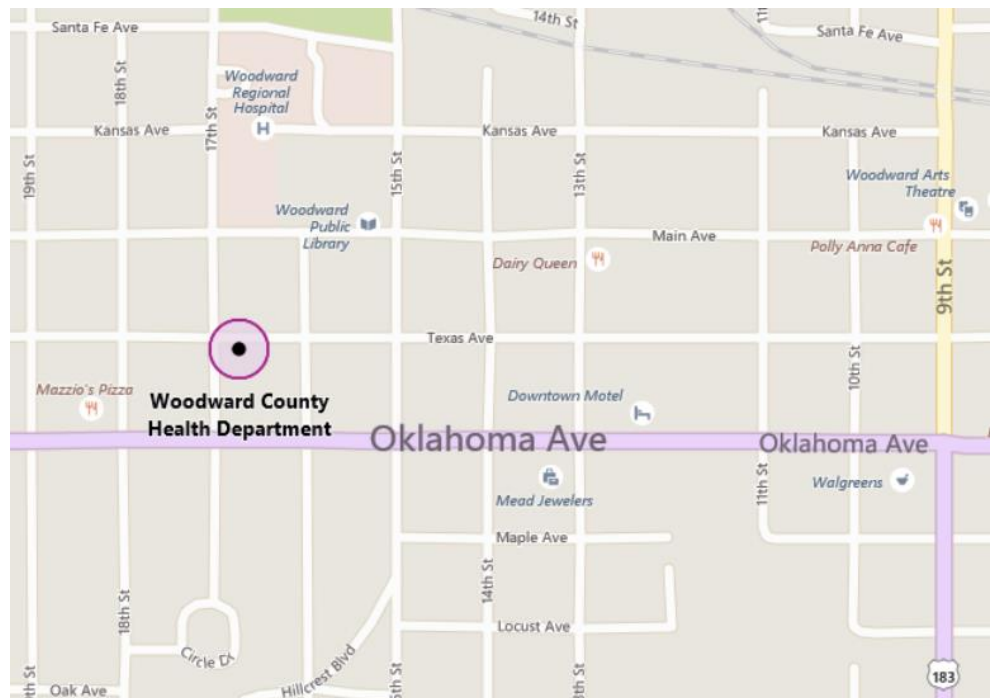 Santa Fe Ave
14th St
Santa Fe Ave
18th St
Woodward
Regional
Hospital
H
17th St
Kansas Ave
Kansas Ave
Kansas Ave
19th St
15th St
13th St
Woodward Arts
Theatre
Woodward
Public
Library
Main Ave
Polly Anna Cafe
Dairy Queen
9th St
Texas Ave
10th St
Mazzio's Pizza
Woodward County
Health Department
Downtown Motel
Oklahoma Ave
Oklahoma Ave
11th St
Walgreens
Mead Jewelers
Maple Ave
14th St
18th St
Locust Ave
Circle Dr
Hillcrest Blvd
Oak Ave
183